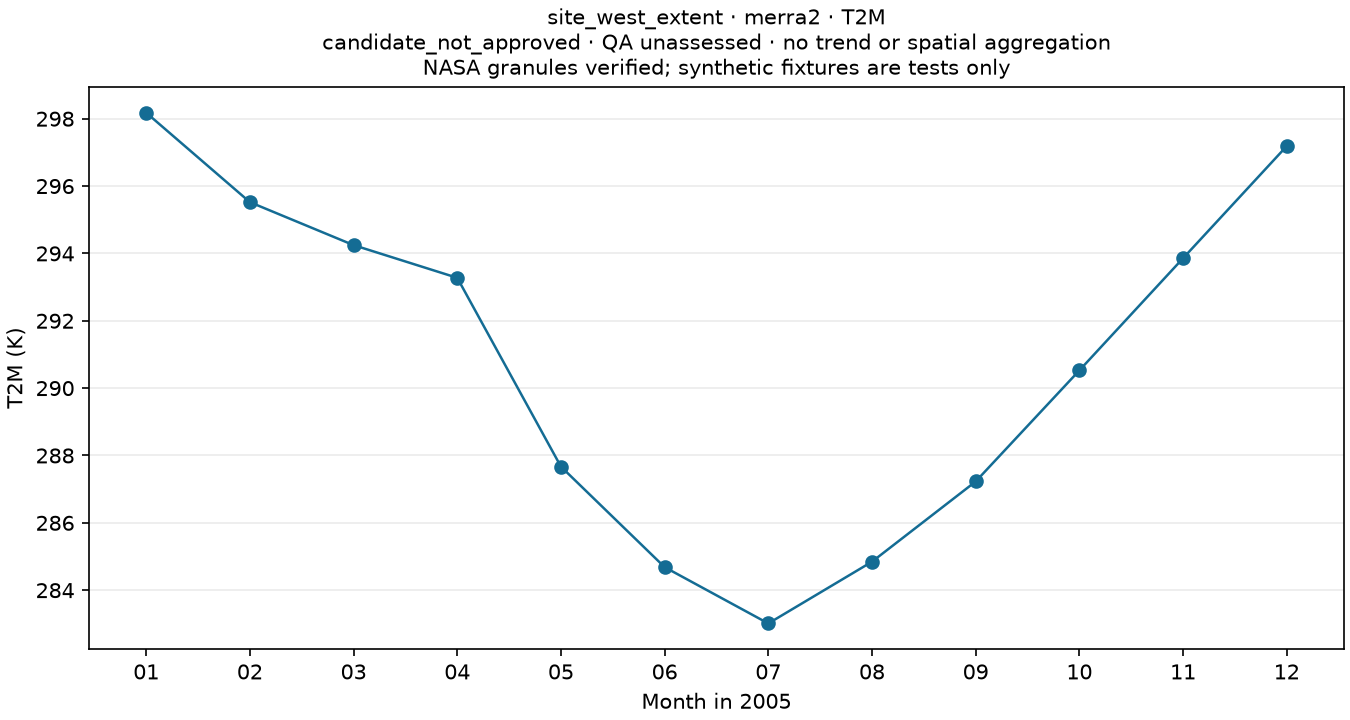 site_west_extent · merra2 · T2M
candidate_not_approved · QA unassessed · no trend or spatial aggregation
NASA granules verified; synthetic fixtures are tests only
298
296
294
292
290
288
286
284
T2M (K)
01 02 03 04 05 06 07 08 09 10 11 12
Month in 2005